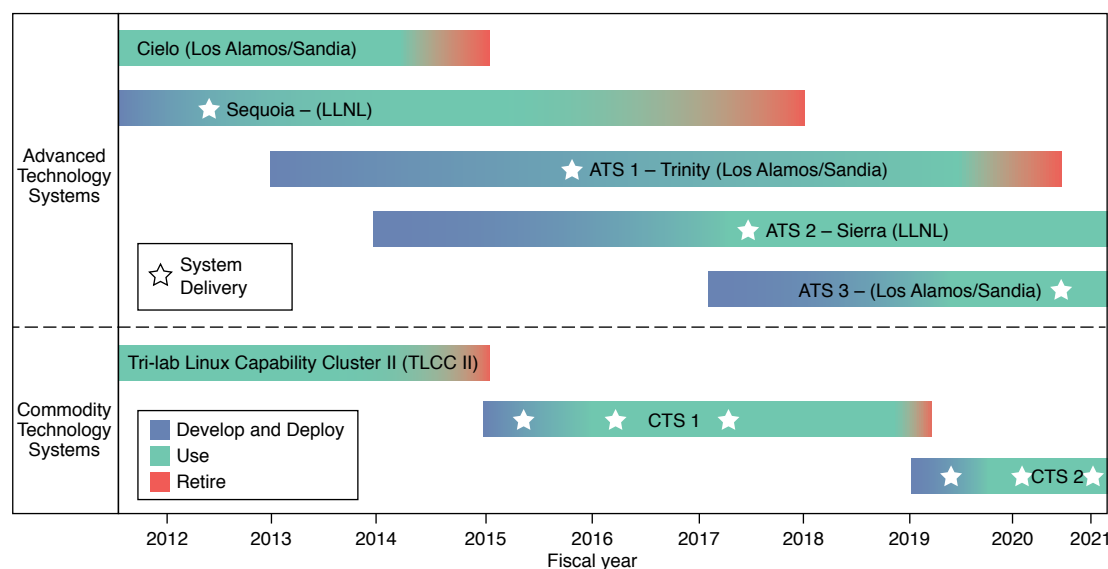 Advanced
Technology
Systems
Cielo (Los Alamos/Sandia)
Sequoia – (LLNL)
ATS 1 – Trinity (Los Alamos/Sandia)
ATS 2 – Sierra (LLNL)
ATS 3 – (Los Alamos/Sandia)
System
Delivery
Commodity
Technology
Systems
Tri-lab Linux Capability Cluster II (TLCC II)
CTS 1
CTS 2
Develop and Deploy
Use
Retire
2012 2013 2014 2015 2016 2017 2018 2019 2020 2021
Fiscal year